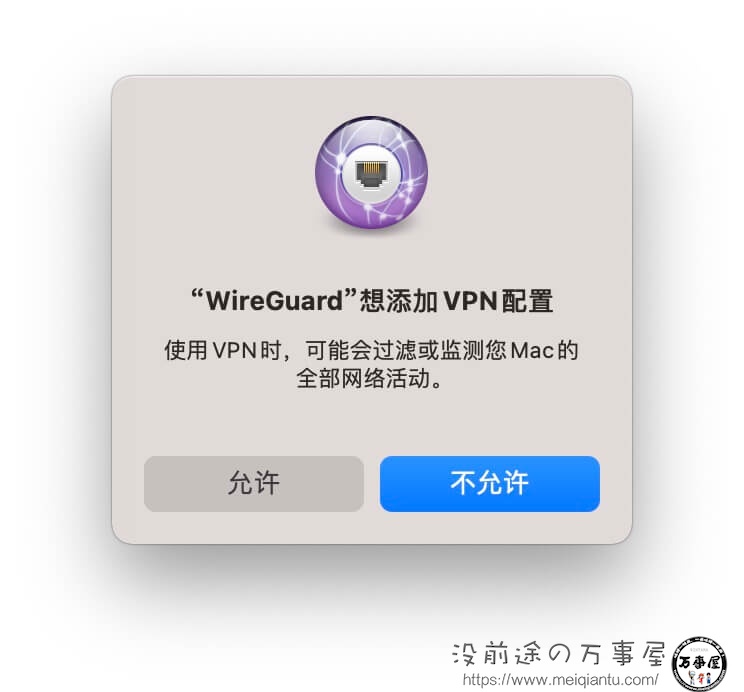 “WireGuard”想添加 VPN 配置
使用 VPN 时，可能会过滤或监测您 Mac 的
全部网络活动。
允许
不允许
没前途の万事屋
万事屋
https://www.meiqiantu.com/